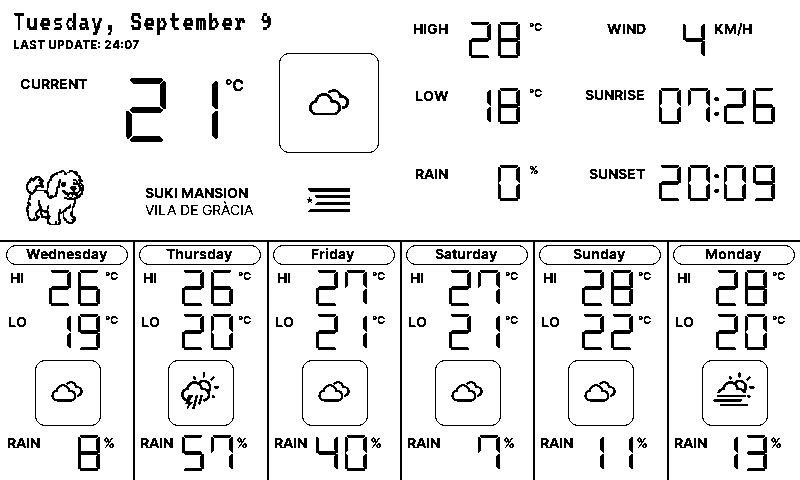 Tuesday, September 9
LAST UPDATE: 24:07
CURRENT 21 °C
HIGH 28 °C
WIND 4 KM/H
LOW 18 °C
SUNRISE 07:26
RAIN 0 %
SUNSET 20:09
SUKI MANSION
VILA DE GRÀCIA
Wednesday
HI 26 °C
LO 19 °C
RAIN 8 %
Thursday
HI 26 °C
LO 20 °C
RAIN 57 %
Friday
HI 27 °C
LO 21 °C
RAIN 40 %
Saturday
HI 27 °C
LO 21 °C
RAIN 7 %
Sunday
HI 28 °C
LO 22 °C
RAIN 11 %
Monday
HI 28 °C
LO 20 °C
RAIN 13 %